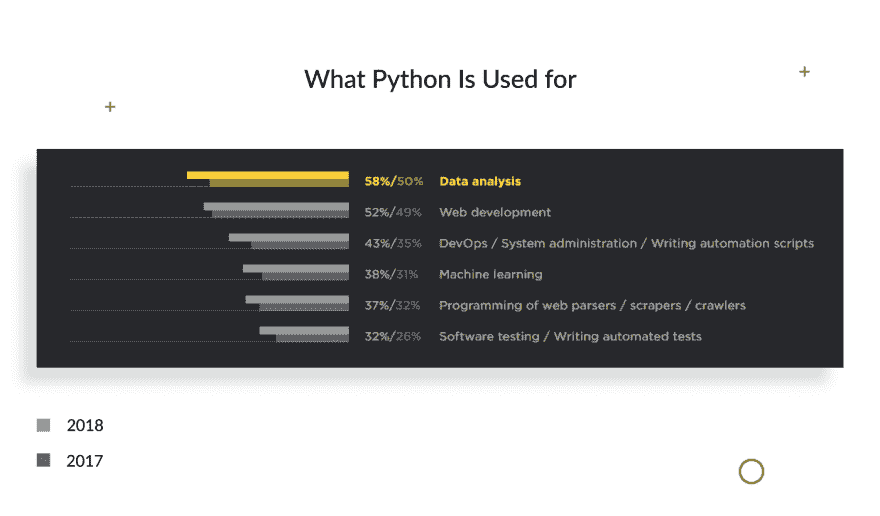 What Python Is Used for
58%/50% Data analysis
52%/49% Web development
43%/35% DevOps / System administration / Writing automation scripts
38%/31% Machine learning
37%/32% Programming of web parsers / scrapers / crawlers
32%/26% Software testing / Writing automated tests
2018
2017